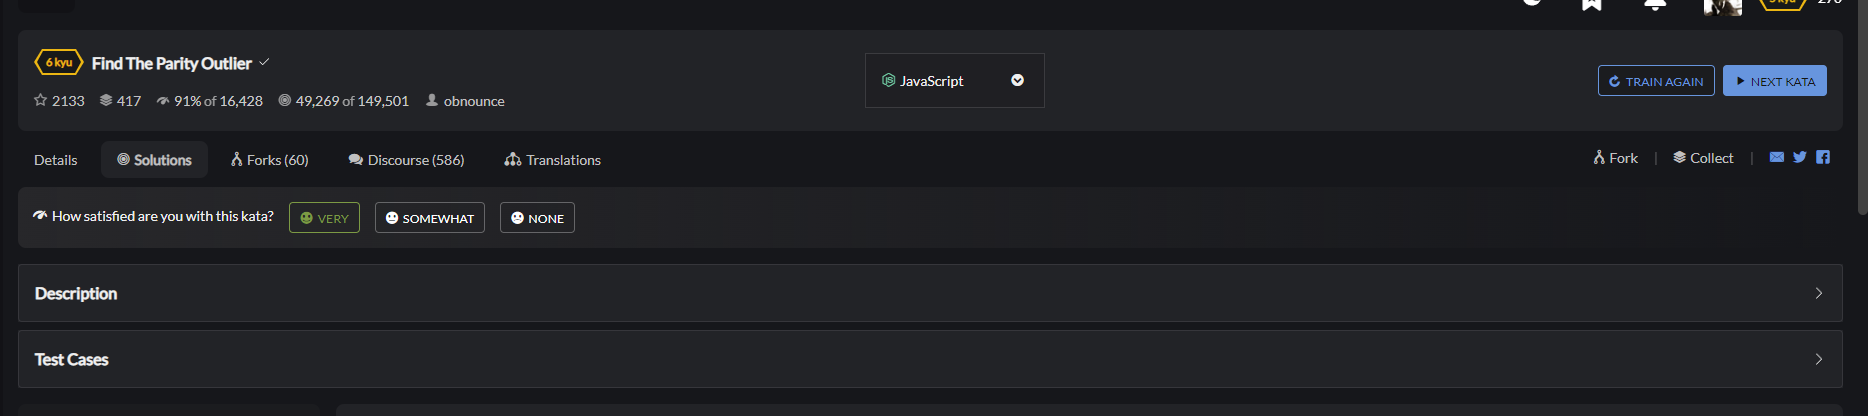 6 kyu Find The Parity Outlier
JavaScript
TRAIN AGAIN NEXT KATA
2133 417 91% of 16,428 49,269 of 149,501 obnounce
Details Solutions Forks (60) Discourse (586) Translations
Fork | Collect |
How satisfied are you with this kata? VERY SOMEWHAT NONE
Description
Test Cases